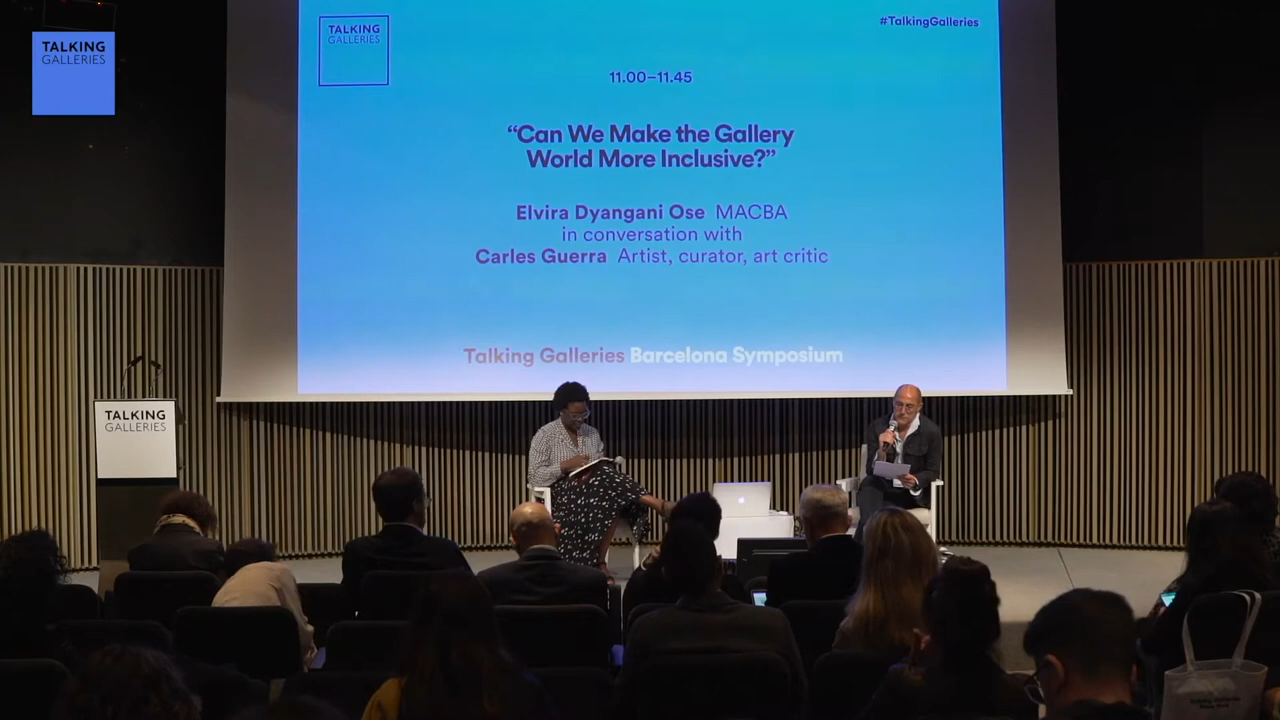 TALKING
GALLERIES
TALKING
GALLERIES
#TalkingGalleries
11.00–11.45
“Can We Make the Gallery
World More Inclusive?”
Elvira Dyangani Ose MACBA
in conversation with
Carles Guerra Artist, curator, art critic
Talking Galleries Barcelona Symposium
TALKING
GALLERIES